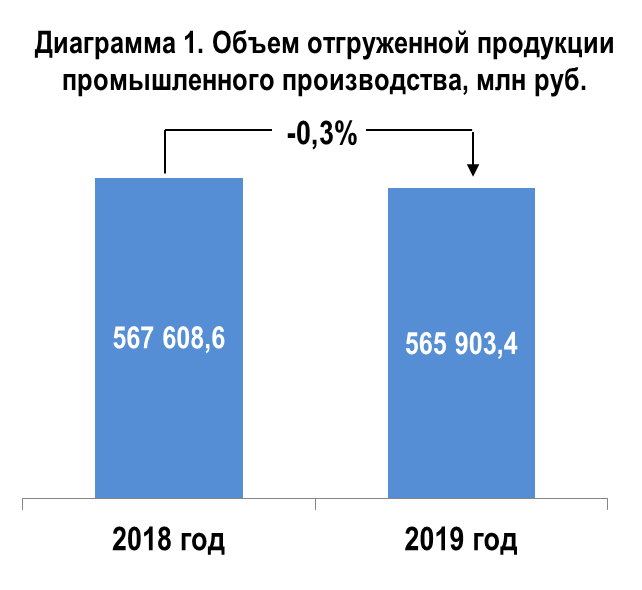 Диаграмма 1. Объем отгруженной продукции
промышленного производства, млн руб.
-0,3%
567 608,6
565 903,4
2018 год
2019 год